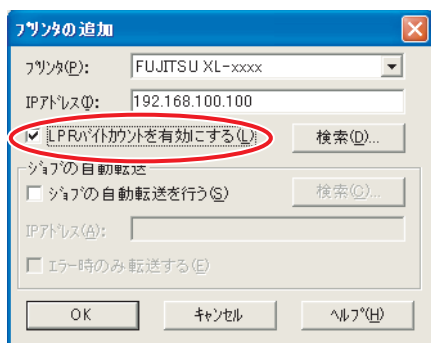 プリンタの追加
プリンタ(P): FUJITSU XL-xxxx
IPアドレス(I): 192.168.100.100
LPRバイトカウントを有効にする(L) 検索(D)...
ジョブの自動転送
ジョブの自動転送を行う(S) 検索(C)...
IPアドレス(A):
エラー時のみ転送する(E)
OK キャンセル ヘルプ(H)